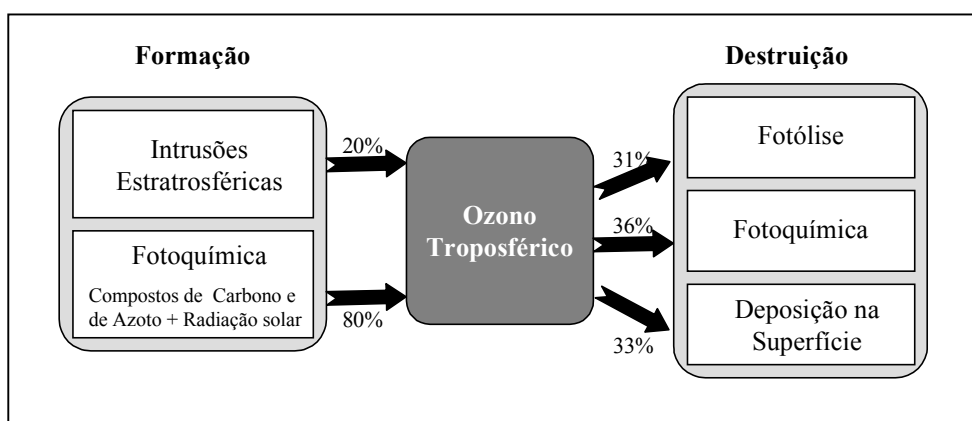 Formação
Destruição
Intrusões
Estratrosféricas
20%
Fotoquímica
Compostos de Carbono e
de Azoto + Radiação solar
80%
Ozono
Troposférico
31%
Fotólise
36%
Fotoquímica
33%
Deposição na
Superfície